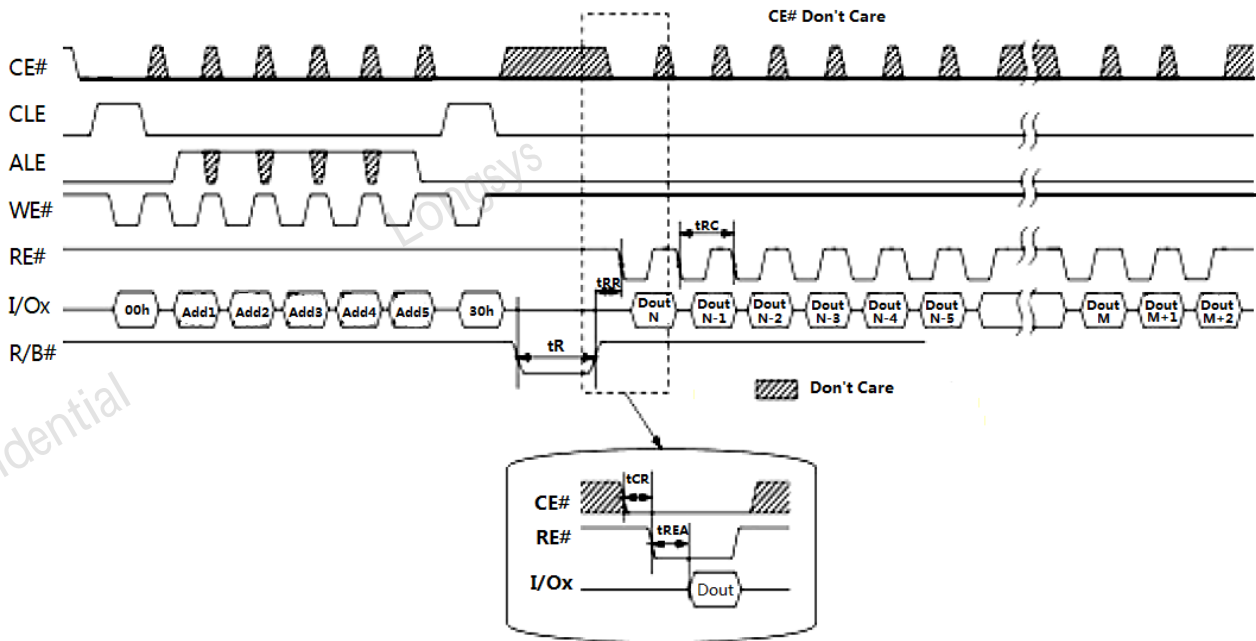 CE# Don't Care
CE#
CLE
ALE
WE#
RE#
tRC
tRR
I/Ox
00h
Add1
Add2
Add3
Add4
Add5
30h
Dout N
Dout N-1
Dout N-2
Dout N-3
Dout N-4
Dout N-5
Dout M
Dout M+1
Dout M+2
R/B#
tR
Don't Care
Longsys
dential
tCR
CE#
tREA
RE#
I/Ox
Dout